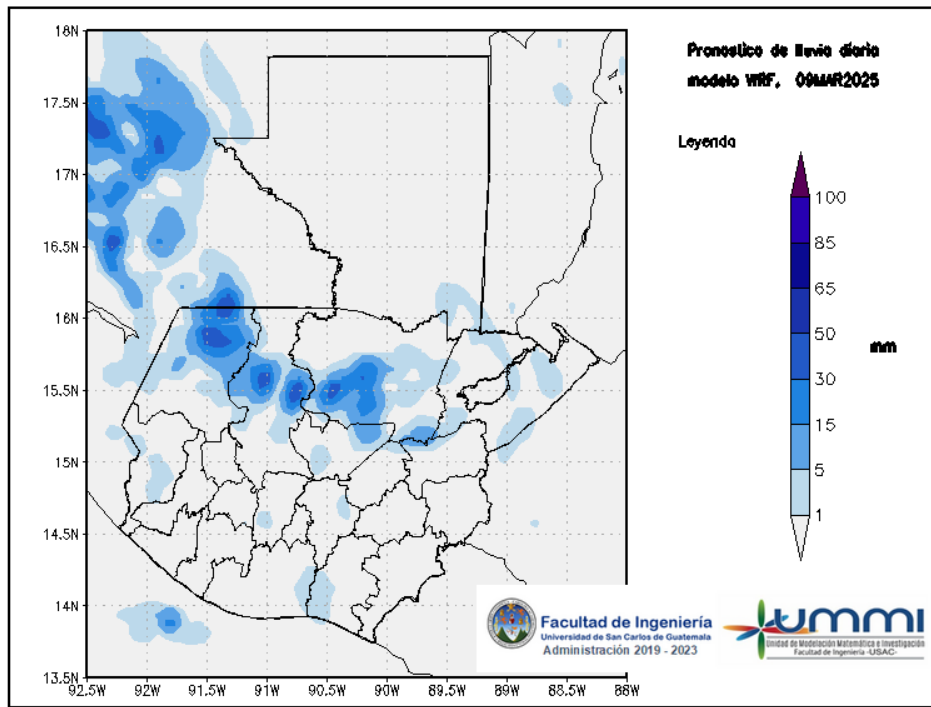 Pronostico de lluvia diaria
modelo WRF, 09MAR2025
Leyenda
100
85
65
50
30
15
5
1
mm
18N
17.5N
17N
16.5N
16N
15.5N
15N
14.5N
14N
13.5N
92.5W
92W
91.5W
91W
90.5W
90W
89.5W
89W
88.5W
88W
Facultad de Ingeniería
Universidad de San Carlos de Guatemala
Administración 2019 - 2023
UMMI
Unidad de Modelación Matemática e Investigación
Facultad de Ingeniería -USAC-